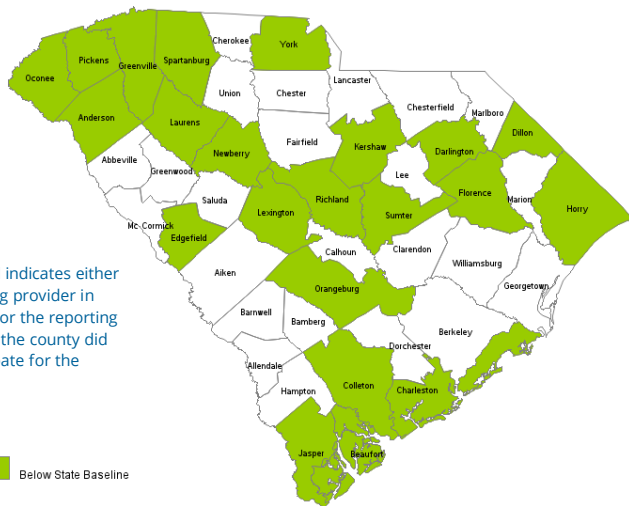 Cherokee
York
Spartanburg
Pickens
Greenville
Oconee
Lancaster
Union
Chester
Chesterfield
Marlboro
Anderson
Laurens
Dillon
Fairfield
Kershaw
Darlington
Newberry
Abbeville
Greenwood
Lee
Florence
Marion
Horry
Saluda
Richland
Lexington
Sumter
Mc Cormick
Edgefield
Calhoun
Clarendon
Williamsburg
Aiken
Georgetown
Orangeburg
Barnwell
Bamberg
Berkeley
Dorchester
Allendale
Hampton
Colleton
Charleston
Jasper
Beaufort
indicates either
g provider in
or the reporting
the county did
ate for the
Below State Baseline